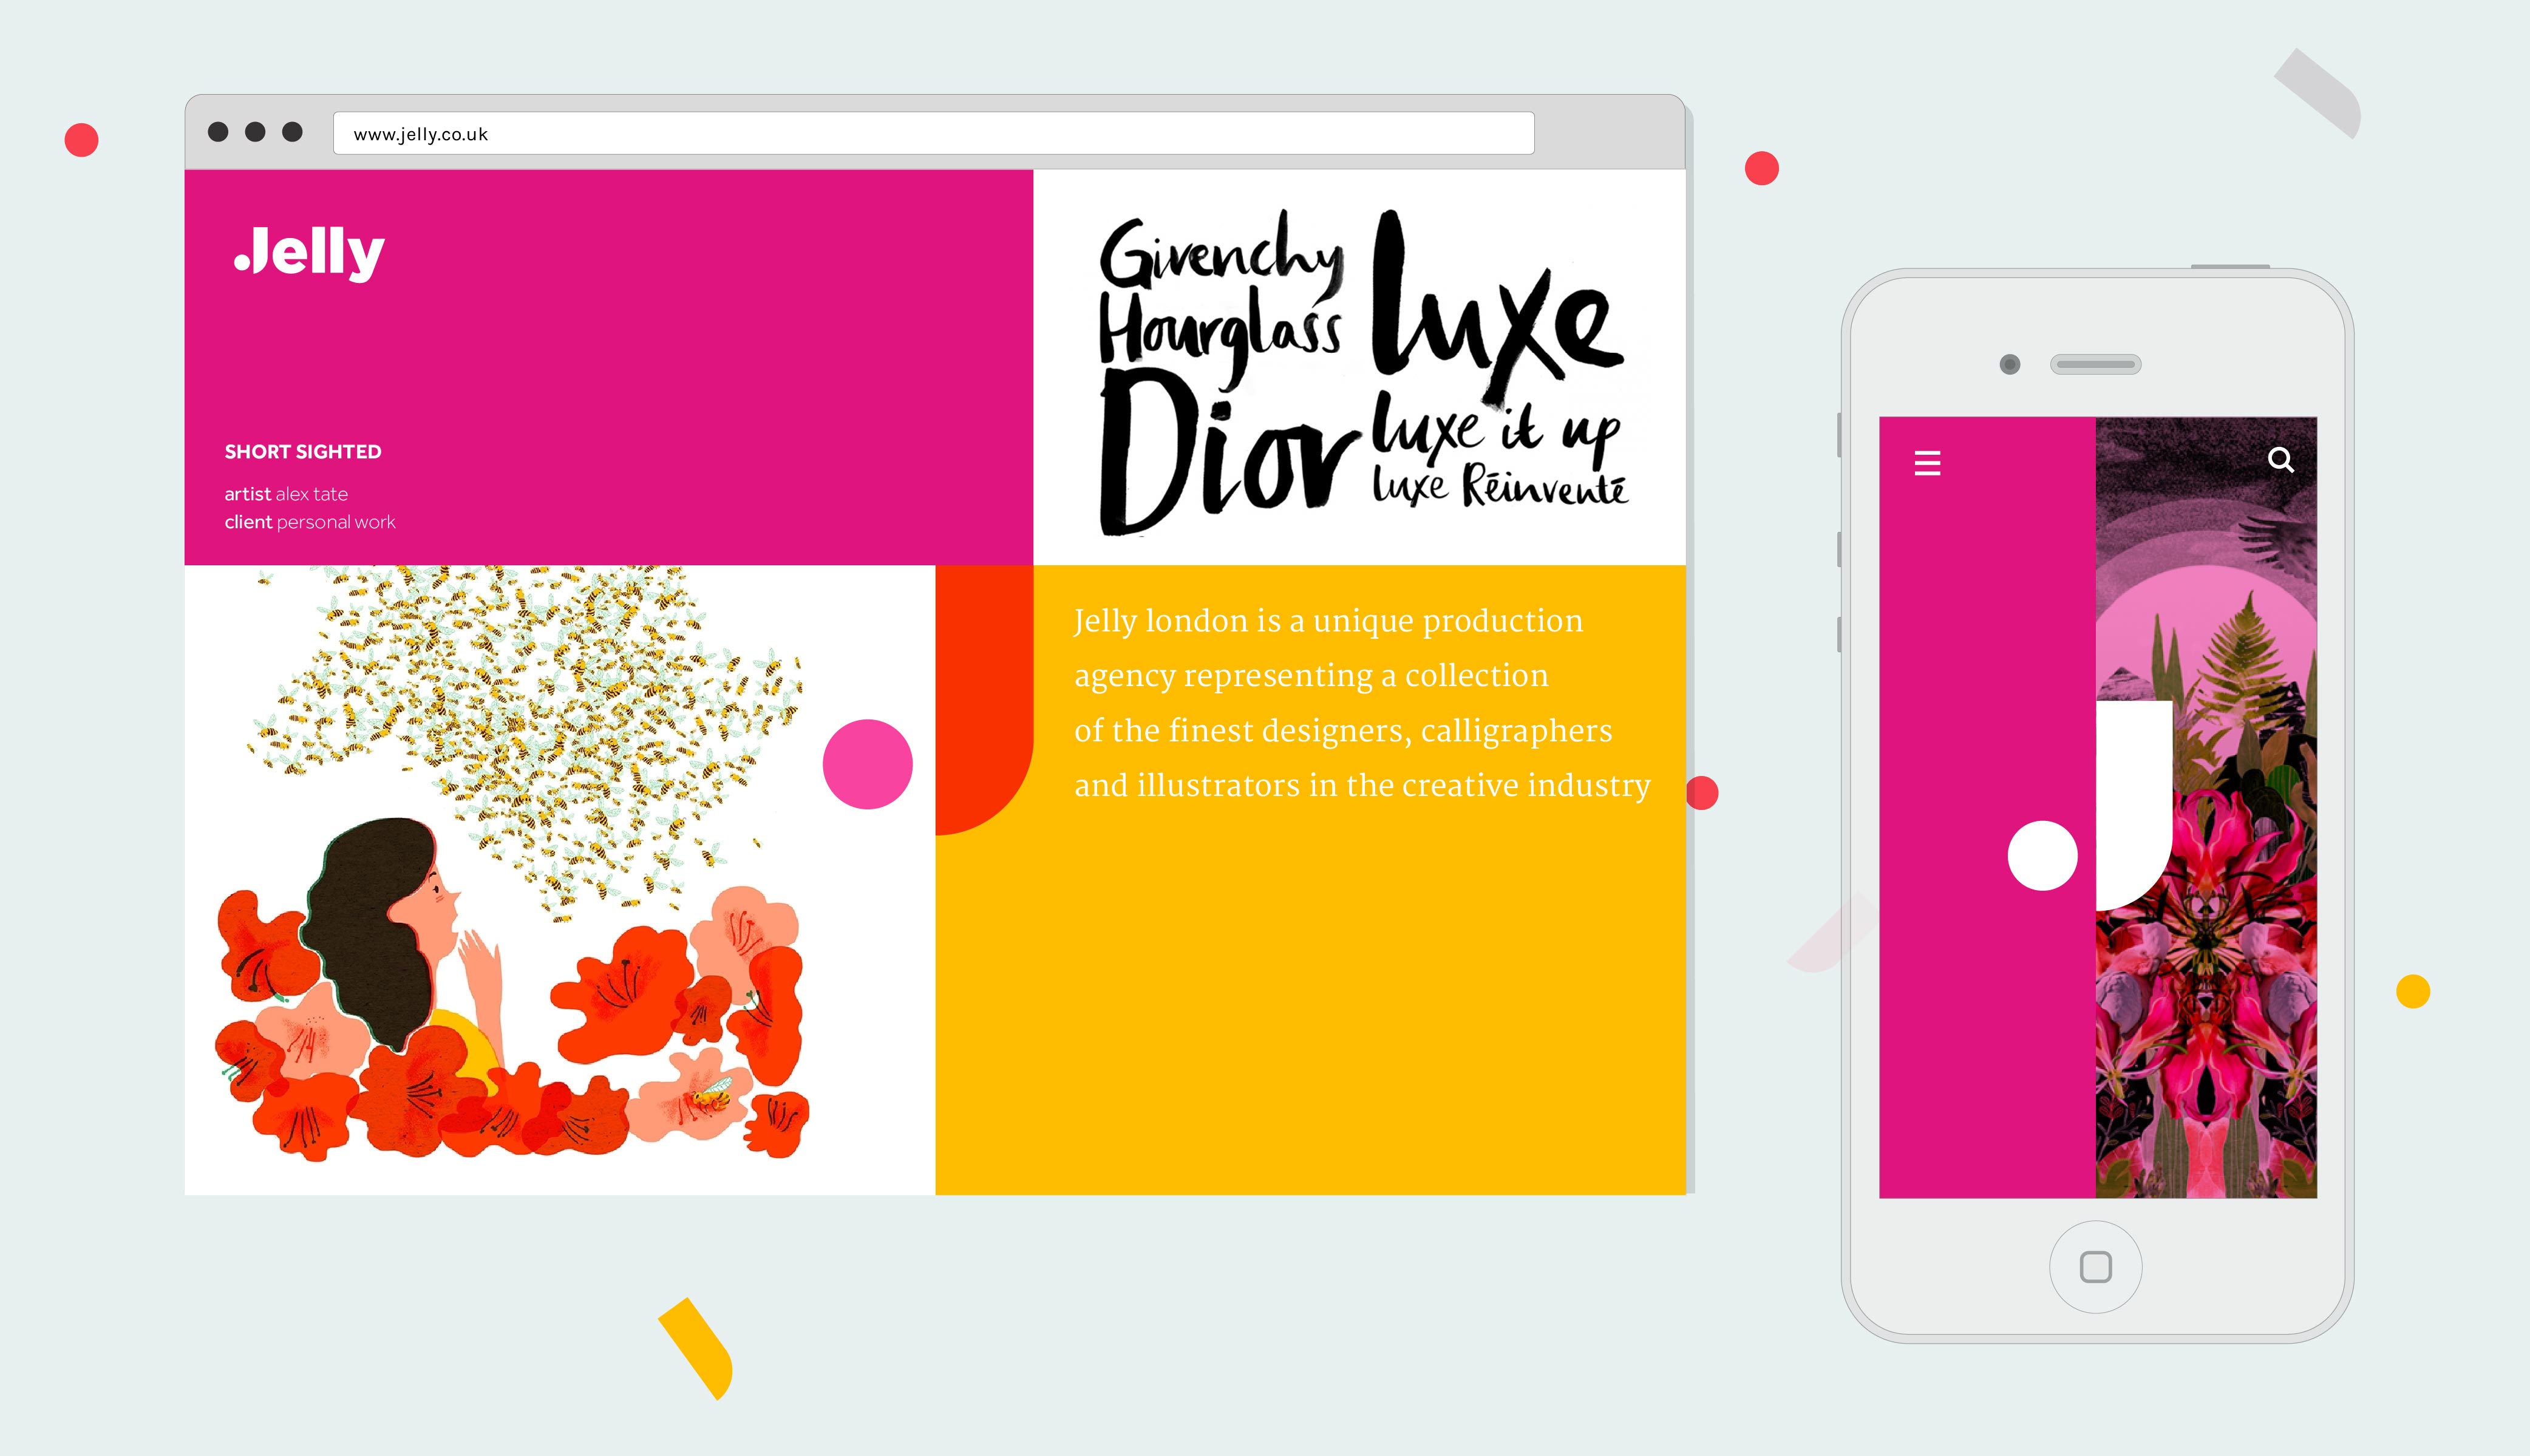 www.jelly.co.uk
Jelly
SHORT SIGHTED
artist alex tate
client personal work
Givenchy
Hourglass
Dior
luxe
luxe it up
luxe Réinventé
Jelly london is a unique production
agency representing a collection
of the finest designers, calligraphers
and illustrators in the creative industry